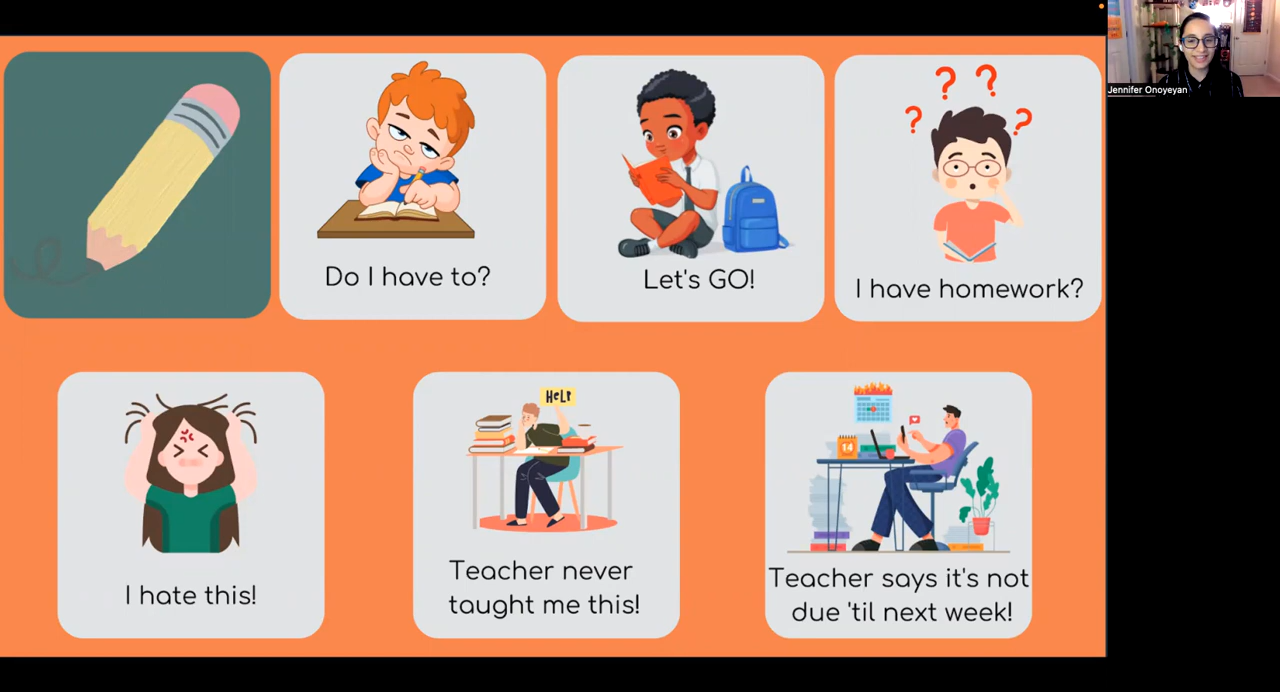 Jennifer Onoyeyan
? ? ? ?
Do I have to?
Let's GO!
I have homework?
HELP
14
I hate this!
Teacher never
taught me this!
Teacher says it's not
due 'til next week!